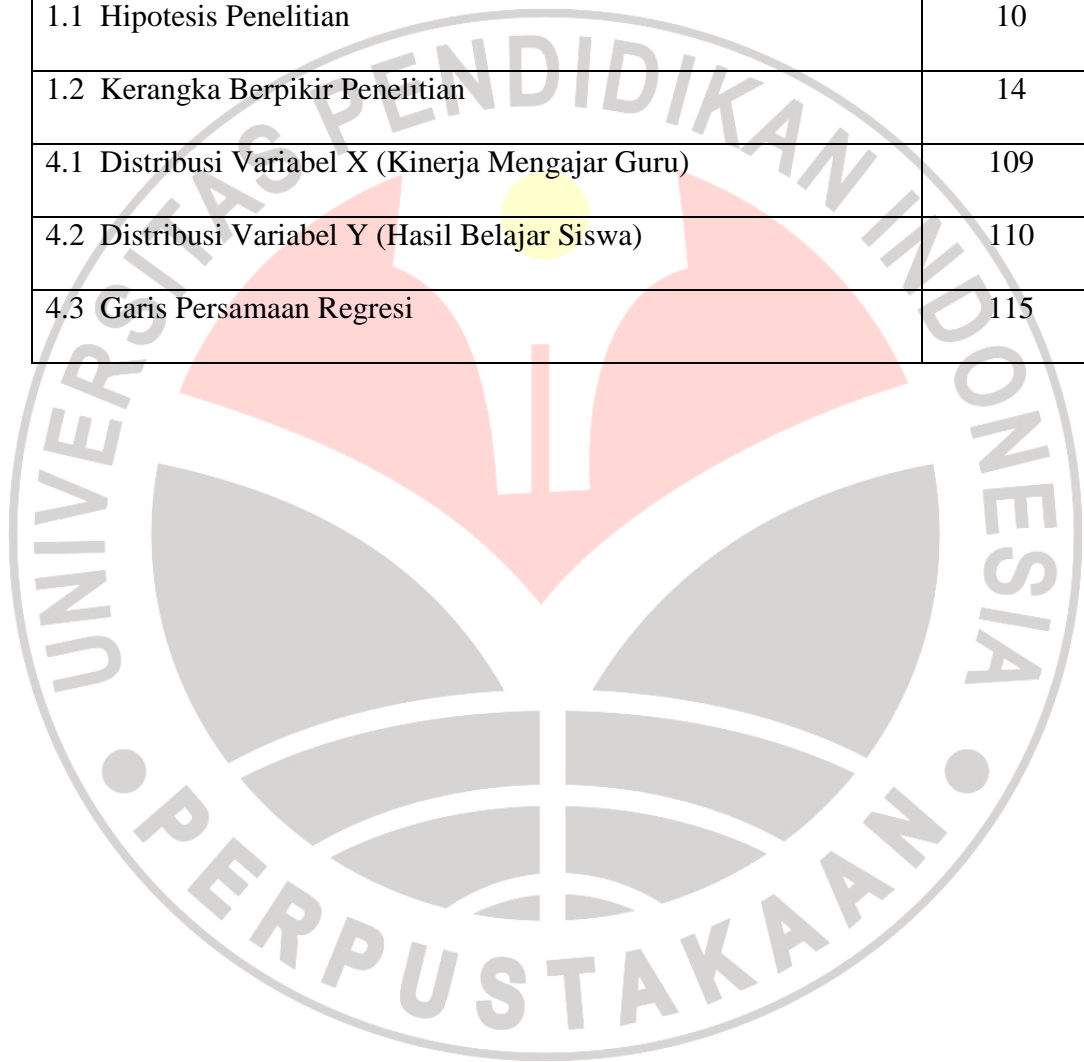 1.1 Hipotesis Penelitian 10
1.2 Kerangka Berpikir Penelitian 14
4.1 Distribusi Variabel X (Kinerja Mengajar Guru) 109
4.2 Distribusi Variabel Y (Hasil Belajar Siswa) 110
4.3 Garis Persamaan Regresi 115
UNIVERSITAS PENDIDIKAN INDONESIA
PERPUSTAKAAN